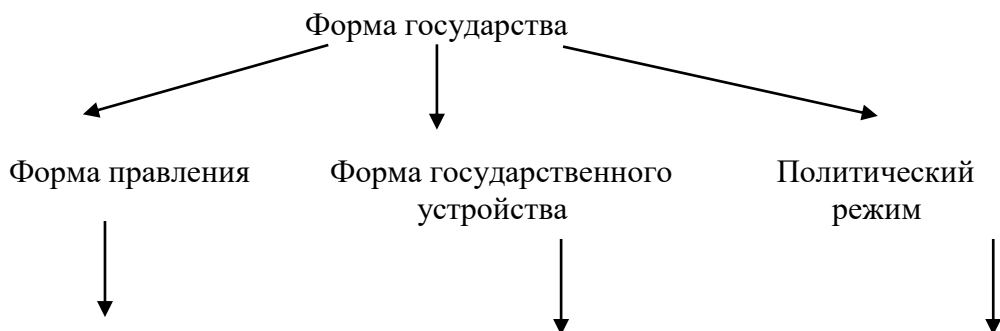 Форма государства
Форма правления
Форма государственного
устройства
Политический
режим